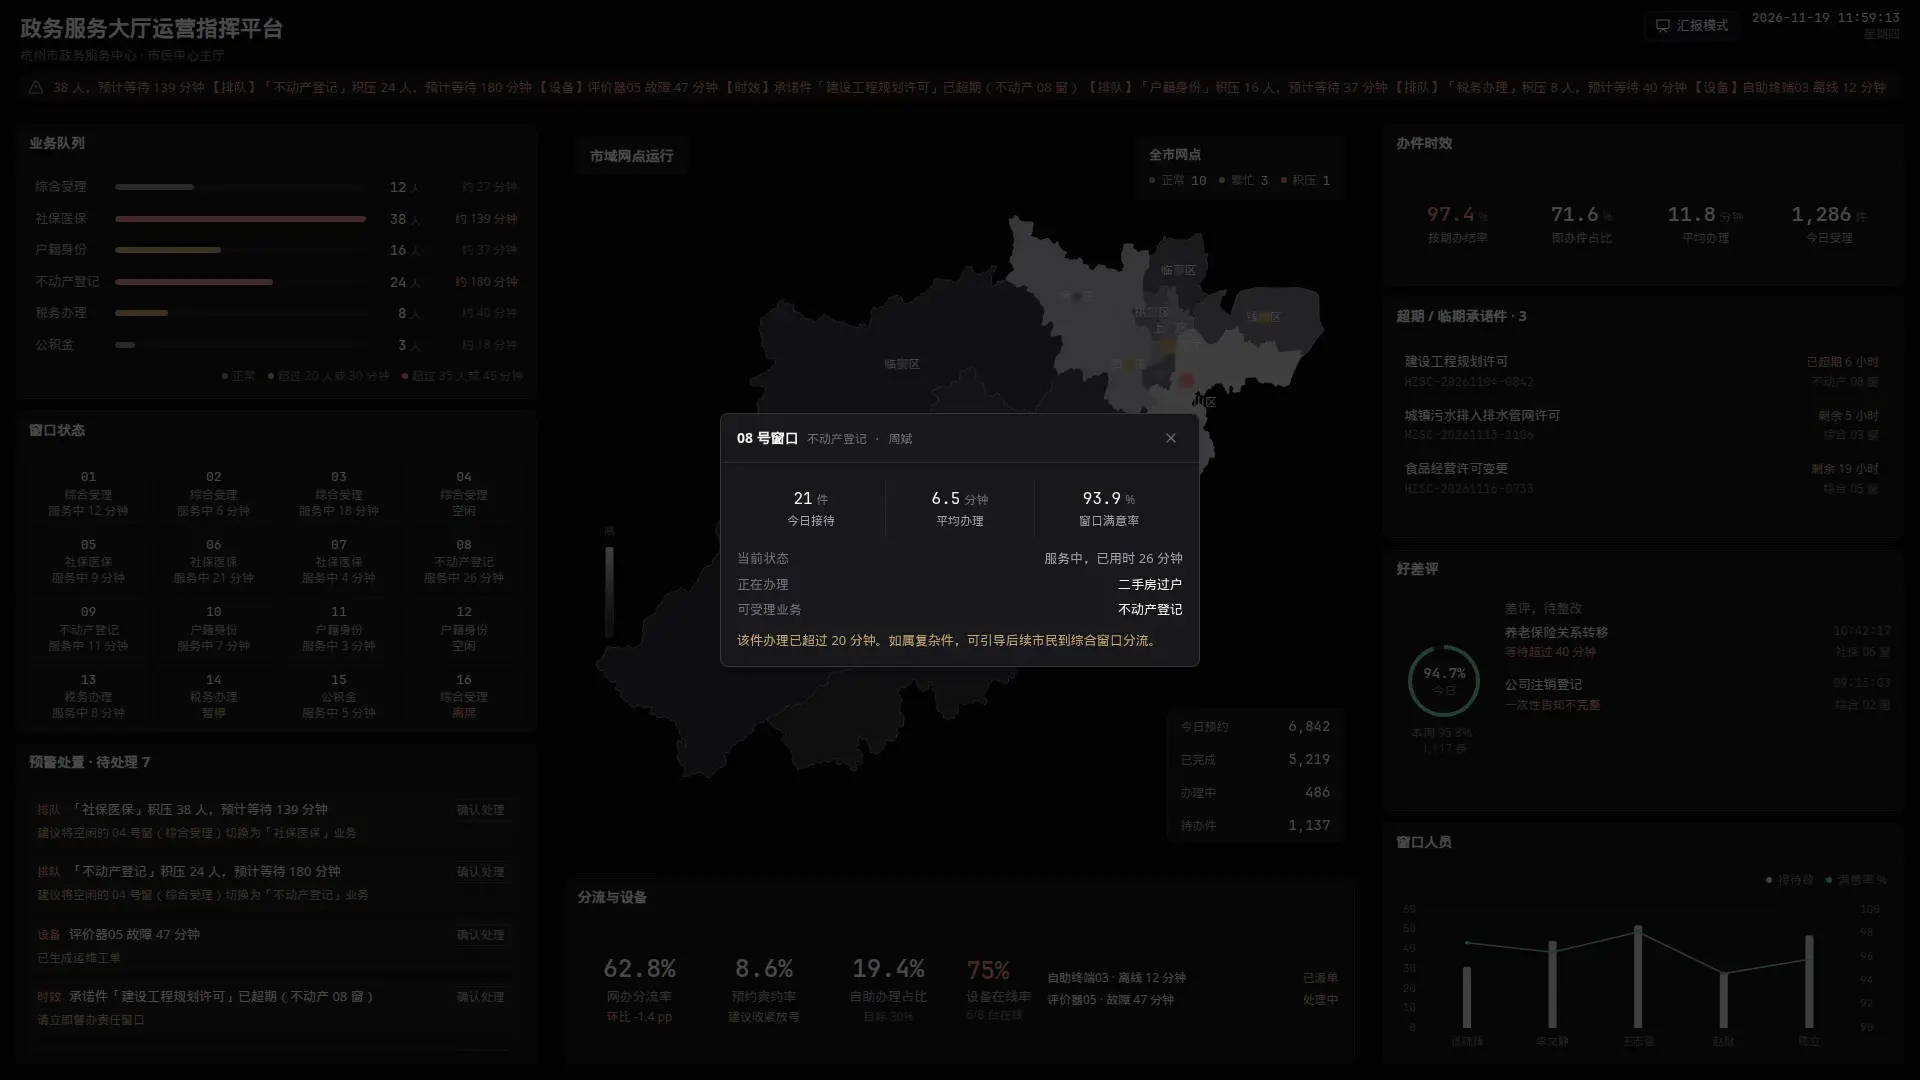 政务服务大厅运营指挥平台
杭州市政务服务中心 · 市民中心主厅
汇报模式
2026-11-19 11:59:13
星期四
38 人，预计等待 139 分钟 【排队】「不动产登记」积压 24 人，预计等待 180 分钟 【设备】评价器05 故障 47 分钟 【时效】承诺件「建设工程规划许可」已超期（不动产 08 窗） 【排队】「户籍身份」积压 16 人，预计等待 37 分钟 【排队】「税务办理」积压 8 人，预计等待 40 分钟 【设备】自助终端03 离线 12 分钟
业务队列
综合受理 12 人 约 27 分钟
社保医保 38 人 约 139 分钟
户籍身份 16 人 约 37 分钟
不动产登记 24 人 约 180 分钟
税务办理 8 人 约 40 分钟
公积金 3 人 约 18 分钟
正常 超过 20 人或 30 分钟 超过 35 人或 45 分钟
窗口状态
01 02 03 04
综合受理 综合受理 综合受理 综合受理
服务中 12 分钟 服务中 6 分钟 服务中 18 分钟 空闲
05 06 07 08
社保医保 社保医保 社保医保 不动产登记
服务中 9 分钟 服务中 21 分钟 服务中 4 分钟 服务中 26 分钟
09 10 11 12
不动产登记 户籍身份 户籍身份 户籍身份
服务中 11 分钟 服务中 7 分钟 服务中 3 分钟 空闲
13 14 15 16
税务办理 税务办理 公积金 综合受理
服务中 8 分钟 暂停 服务中 5 分钟 离席
预警处置 · 待处理 7
排队 「社保医保」积压 38 人，预计等待 139 分钟 确认处理
建议将空闲的 04 号窗（综合受理）切换为「社保医保」业务
排队 「不动产登记」积压 24 人，预计等待 180 分钟 确认处理
建议将空闲的 04 号窗（综合受理）切换为「不动产登记」业务
设备 评价器05 故障 47 分钟 确认处理
已生成运维工单
时效 承诺件「建设工程规划许可」已超期（不动产 08 窗） 确认处理
请立即督办责任窗口
市域网点运行
全市网点
正常 10 繁忙 3 积压 1
临平区
临安区
高
08 号窗口 不动产登记 · 周斌
21 件 6.5 分钟 93.9 %
今日接待 平均办理 窗口满意率
当前状态 服务中，已用时 26 分钟
正在办理 二手房过户
可受理业务 不动产登记
该件办理已超过 20 分钟。如属复杂件，可引导后续市民到综合窗口分流。
今日预约 6,842
已完成 5,219
办理中 486
待办件 1,137
分流与设备
62.8% 8.6% 19.4% 75%
网办分流率 预约爽约率 自助办理占比 设备在线率
环比 -1.4 pp 建议收紧放号 目标 30% 6/8 台在线
自助终端03 · 离线 12 分钟 已派单
评价器05 · 故障 47 分钟 处理中
办件时效
97.4 % 71.6 % 11.8 分钟 1,286 件
按期办结率 即办件占比 平均办理 今日受理
超期 / 临期承诺件 · 3
建设工程规划许可 已超期 6 小时
HZSC-20261104-0842 不动产 08 窗
城镇污水排入排水管网许可 剩余 5 小时
HZSC-20261113-1106 综合 03 窗
食品经营许可变更 剩余 19 小时
HZSC-20261116-0733 综合 05 窗
好差评
94.7%
今日
本周 95.8%
1,117 条
差评，待整改
养老保险关系转移 10:42:17
等待超过 40 分钟 社保 06 窗
公司注销登记 09:15:03
一次性告知不完整 综合 02 窗
窗口人员
接待数 满意率 %
60 50 40 30 20 10 0
100 98 96 94 92 90
李文静 王志强 陈立